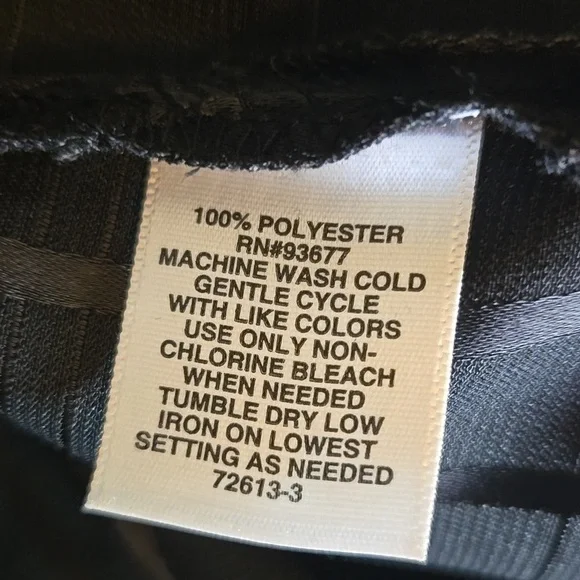 100% POLYESTER
RN#93677
MACHINE WASH COLD
GENTLE CYCLE
WITH LIKE COLORS
USE ONLY NON-
CHLORINE BLEACH
WHEN NEEDED
TUMBLE DRY LOW
IRON ON LOWEST
SETTING AS NEEDED
72613-3